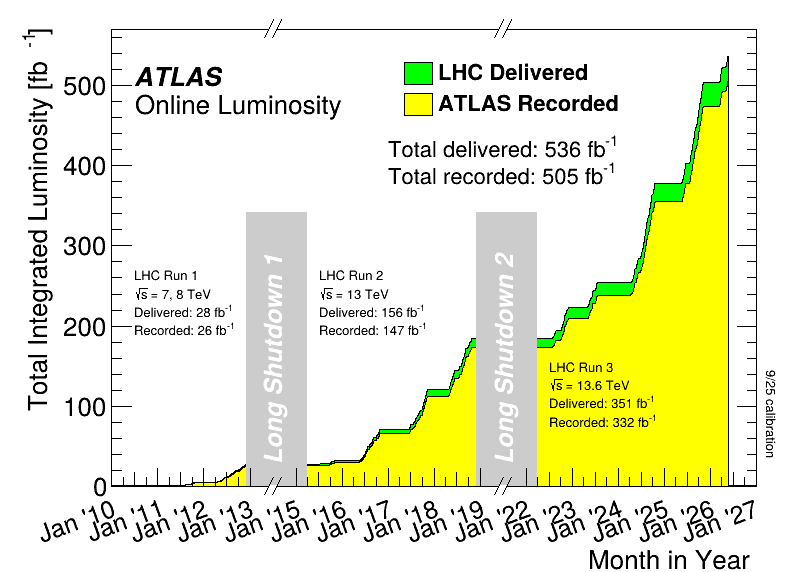 ATLAS
Online Luminosity
LHC Delivered
ATLAS Recorded
Total delivered: 536 fb⁻¹
Total recorded: 505 fb⁻¹
Total Integrated Luminosity [fb⁻¹]
500
400
300
200
100
0
LHC Run 1
√s = 7, 8 TeV
Delivered: 28 fb⁻¹
Recorded: 26 fb⁻¹
Long Shutdown 1
LHC Run 2
√s = 13 TeV
Delivered: 156 fb⁻¹
Recorded: 147 fb⁻¹
Long Shutdown 2
LHC Run 3
√s = 13.6 TeV
Delivered: 351 fb⁻¹
Recorded: 332 fb⁻¹
9/25 calibration
Jan '10
Jan '11
Jan '12
Jan '13
Jan '15
Jan '16
Jan '17
Jan '18
Jan '19
Jan '22
Jan '23
Jan '24
Jan '25
Jan '26
Jan '27
Month in Year